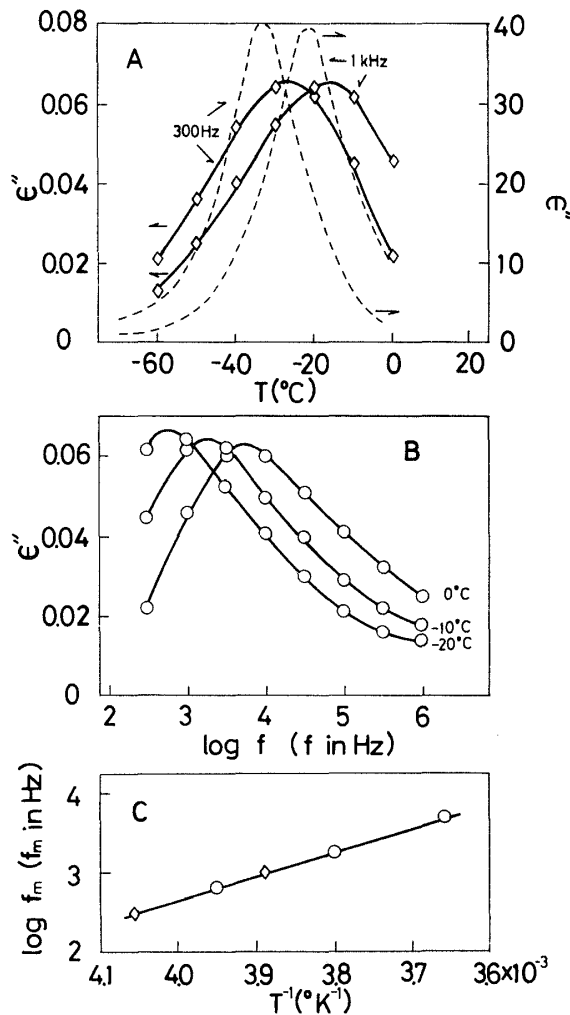 A
0.08
0.06
0.04
0.02
0
ϵ"
40
30
20
10
0
ϵ"
300Hz
1 kHz
-60 -40 -20 0 20
T(°C)
B
0.06
0.04
0.02
0
ϵ"
0°C
-10°C
-20°C
2 3 4 5 6
log f (f in Hz)
C
4
3
2
log fm (fm in Hz)
4.1 4.0 3.9 3.8 3.7 3.6×10⁻³
T⁻¹(°K⁻¹)